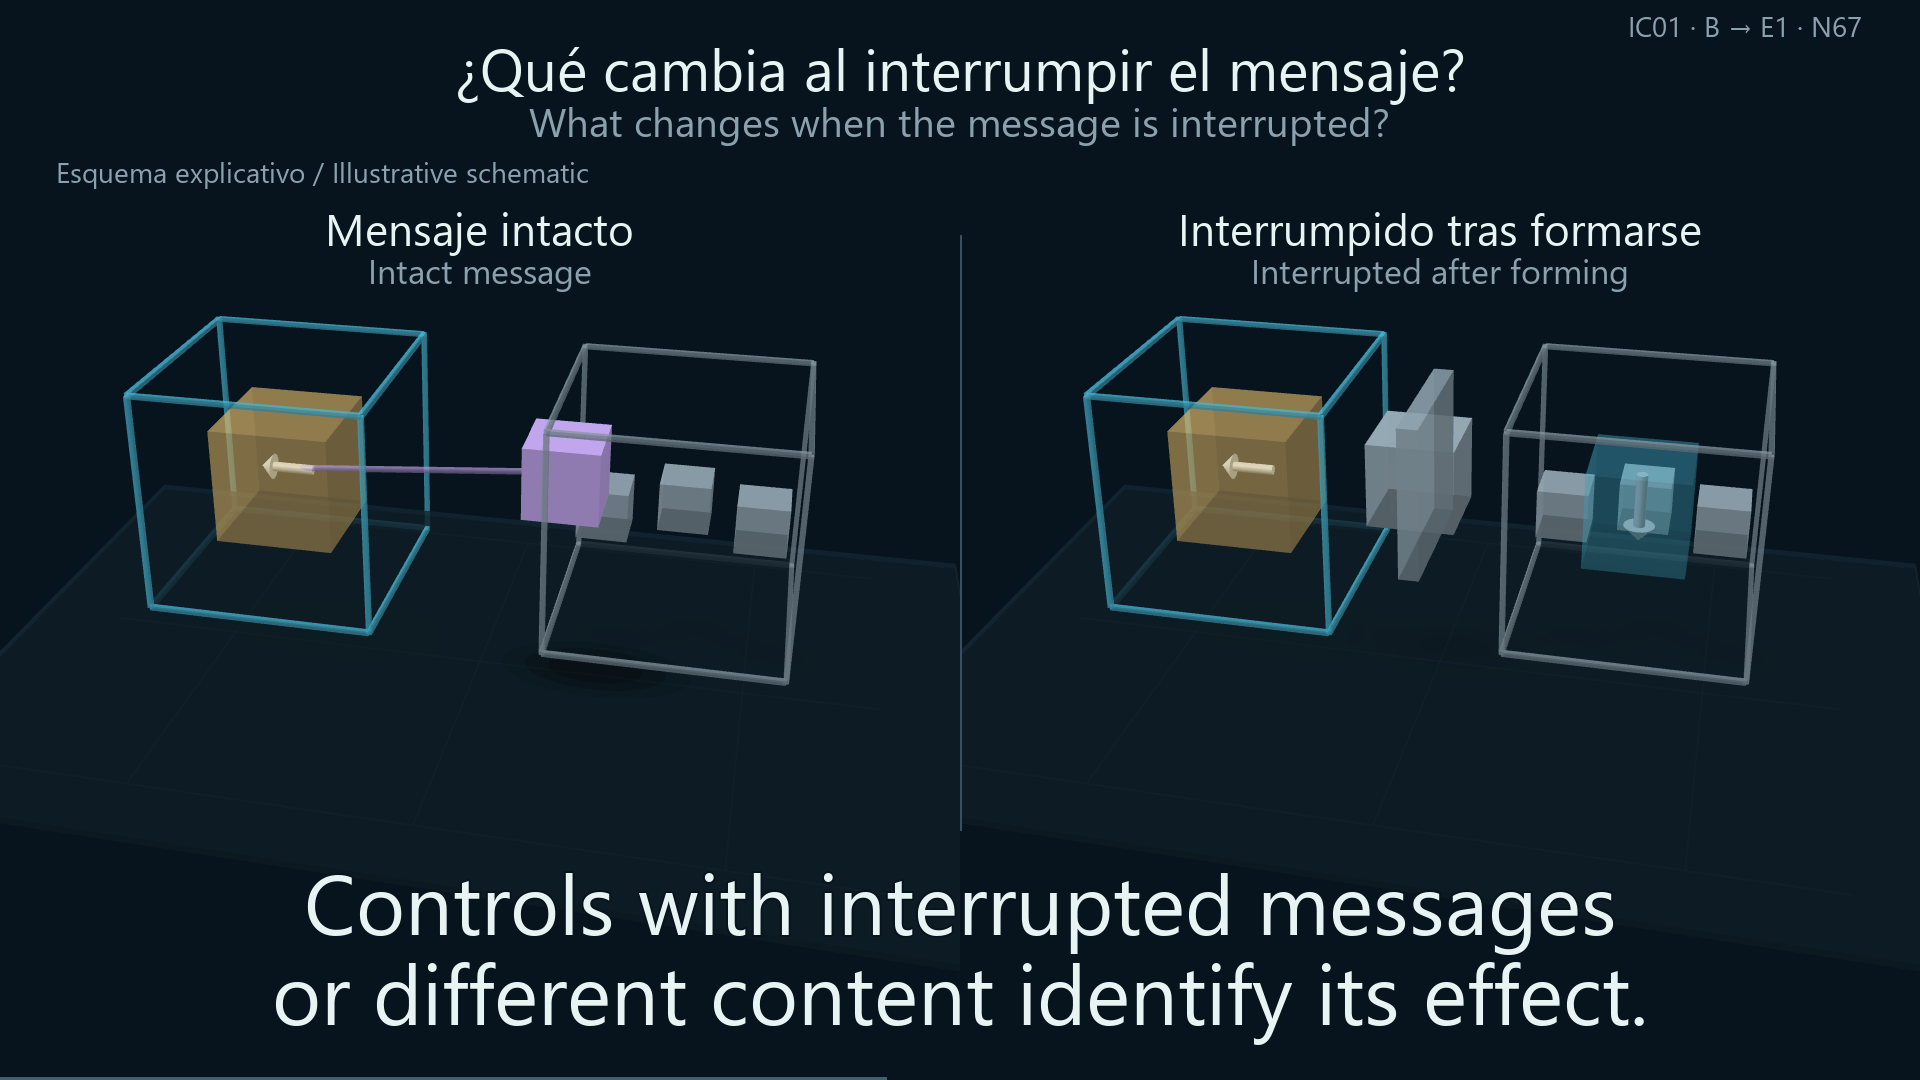 IC01 · B → E1 · N67
¿Qué cambia al interrumpir el mensaje?
What changes when the message is interrupted?
Esquema explicativo / Illustrative schematic
Mensaje intacto
Intact message
Interrumpido tras formarse
Interrupted after forming
Controls with interrupted messages
or different content identify its effect.